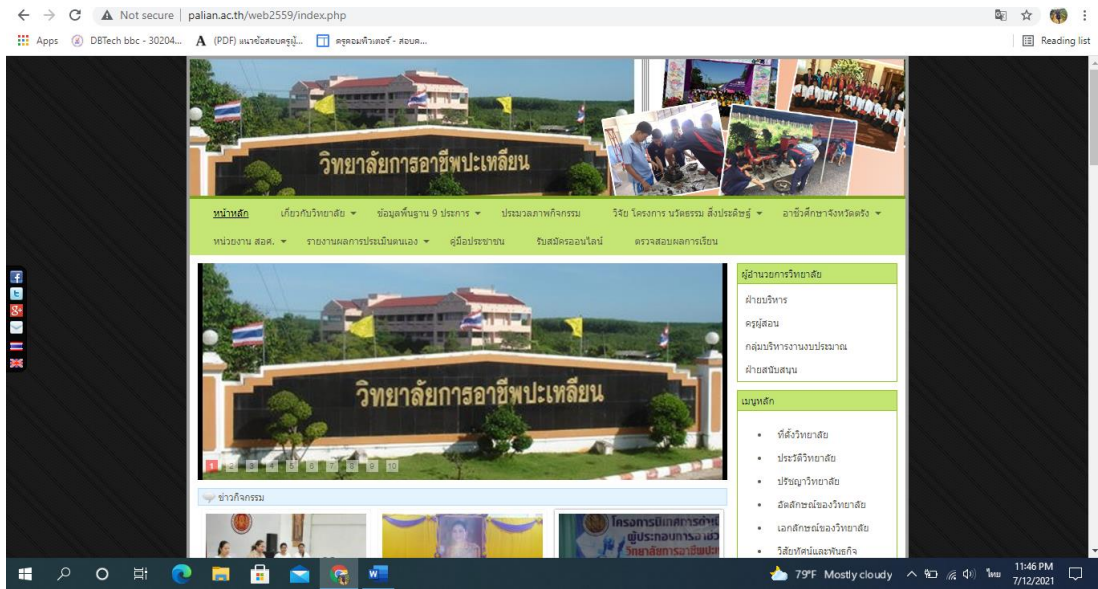 Not secure palian.ac.th/web2559/index.php
Apps DBTech bbc - 30204... (PDF) แนวข้อสอบครูผู้... ครูคอมพิวเตอร์ - สอบค... Reading list
วิทยาลัยการอาชีพปะเหลียน
หน้าหลัก เกี่ยวกับวิทยาลัย ข้อมูลพื้นฐาน 9 ประการ ประมวลภาพกิจกรรม วิจัย โครงการ นวัตธรรม สิ่งประดิษฐ์ อาชีวศึกษาจังหวัดตรัง
หน่วยงาน สอศ. รายงานผลการประเมินตนเอง คู่มือประชาชน รับสมัครออนไลน์ ตรวจสอบผลการเรียน
วิทยาลัยการอาชีพปะเหลียน
1 2 3 4 5 6 7 8 9 10
ข่าวกิจกรรม
ผู้อำนวยการวิทยาลัย
ฝ่ายบริหาร
ครูผู้สอน
กลุ่มบริหารงานงบประมาณ
ฝ่ายสนับสนุน
เมนูหลัก
ที่ตั้งวิทยาลัย
ประวัติวิทยาลัย
ปรัชญาวิทยาลัย
อัตลักษณ์ของวิทยาลัย
เอกลักษณ์ของวิทยาลัย
วิสัยทัศน์และพันธกิจ
79°F Mostly cloudy ไทย 11:46 PM
7/12/2021